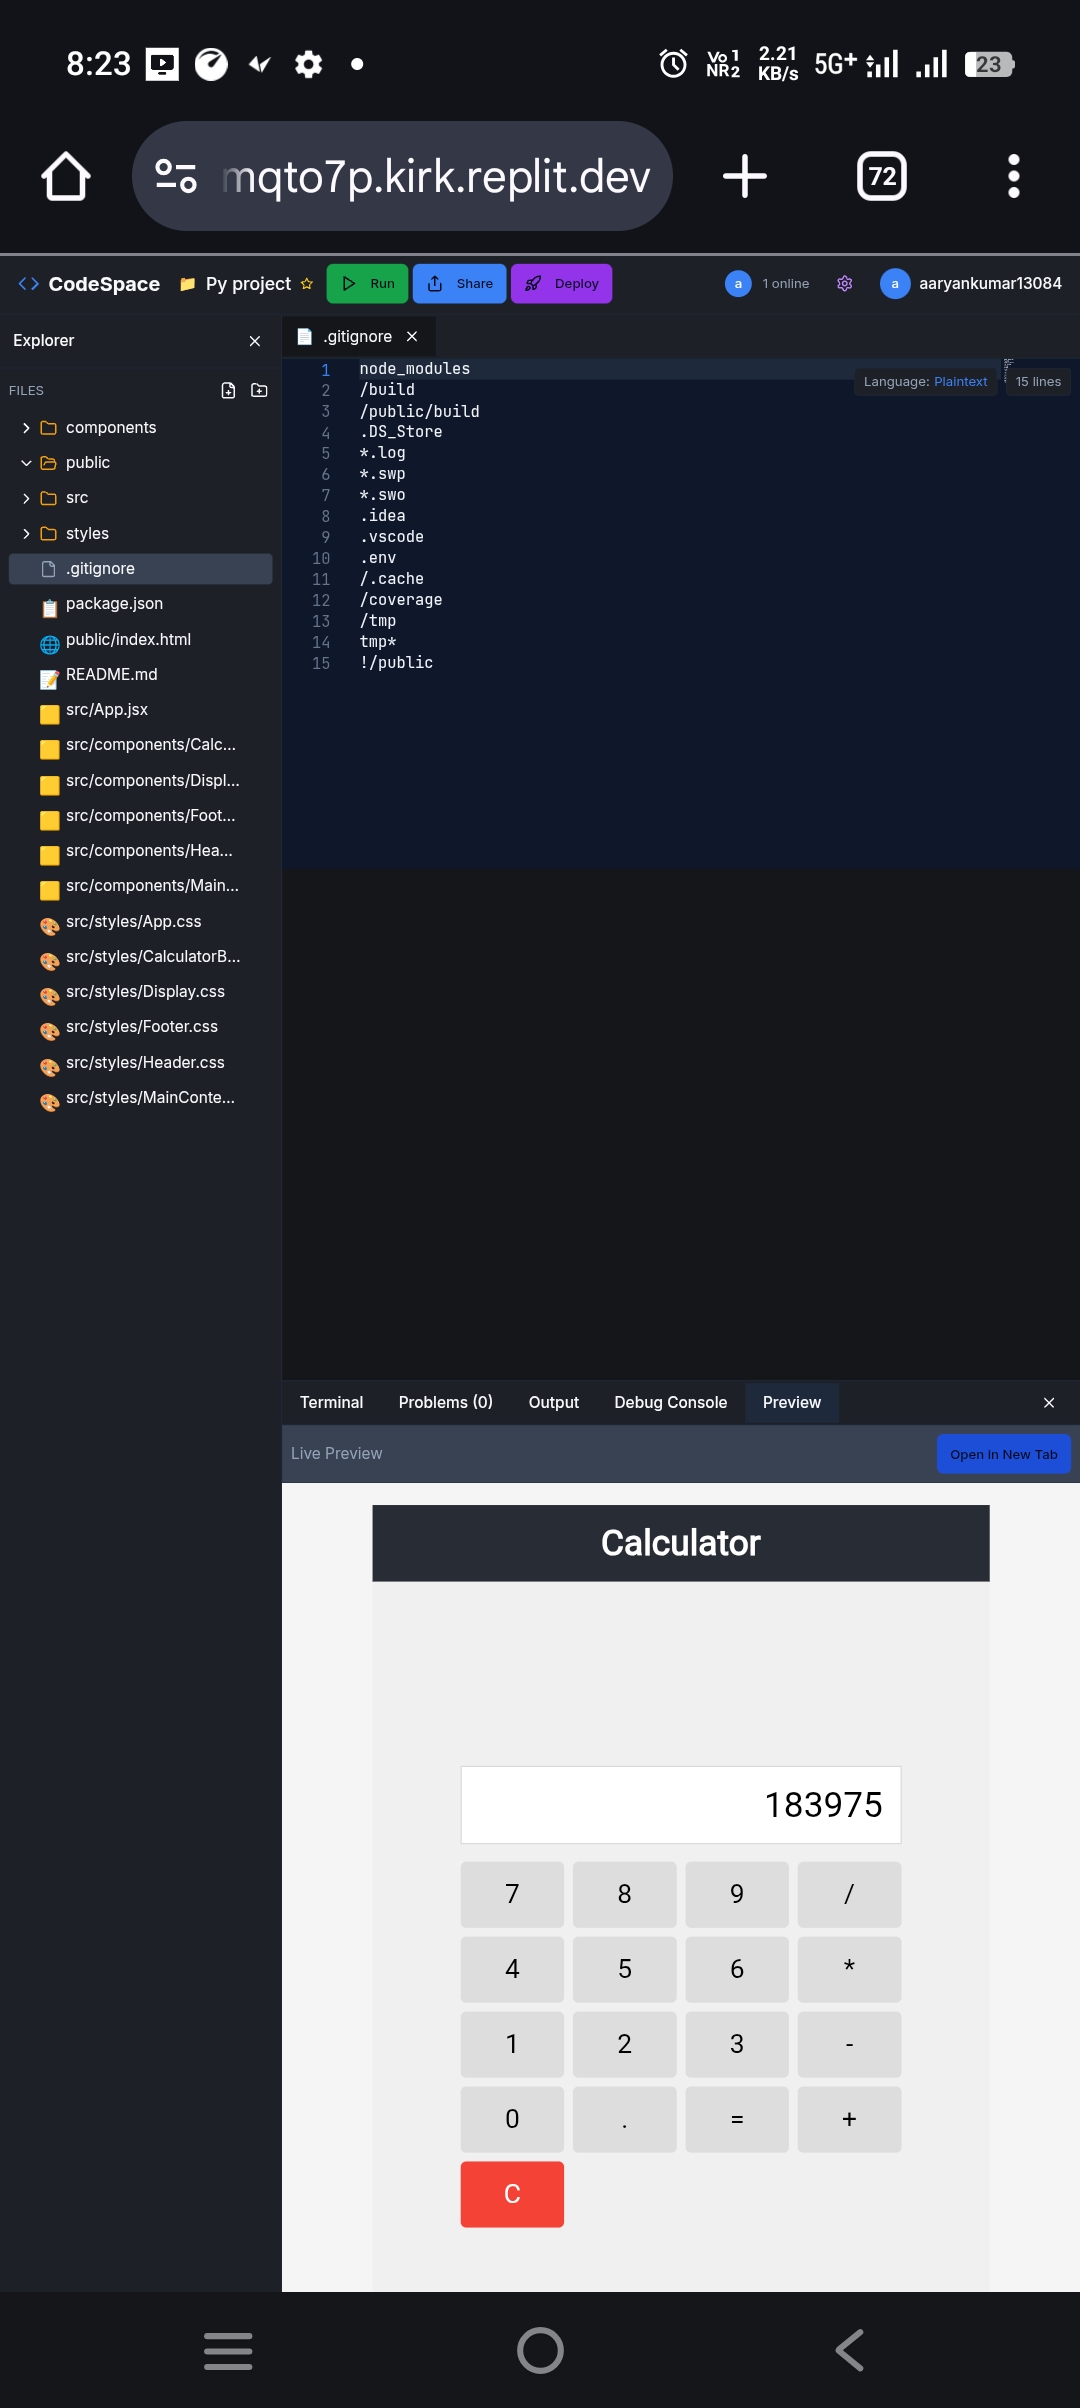 8:23 Vo 1 NR2 2.21 KB/s 5G+ 23
mqto7p.kirk.replit.dev 72
CodeSpace Py project Run Share Deploy a 1 online a aaryankumar13084
Explorer
FILES
components
public
src
styles
.gitignore
package.json
public/index.html
README.md
src/App.jsx
src/components/Calc...
src/components/Displ...
src/components/Foot...
src/components/Hea...
src/components/Main...
src/styles/App.css
src/styles/CalculatorB...
src/styles/Display.css
src/styles/Footer.css
src/styles/Header.css
src/styles/MainConte...
.gitignore
Language: Plaintext 15 lines
1 node_modules
2 /build
3 /public/build
4 .DS_Store
5 *.log
6 *.swp
7 *.swo
8 .idea
9 .vscode
10 .env
11 /.cache
12 /coverage
13 /tmp
14 tmp*
15 !/public
Terminal Problems (0) Output Debug Console Preview
Live Preview Open in New Tab
Calculator
183975
7 8 9 /
4 5 6 *
1 2 3 -
0 . = +
C